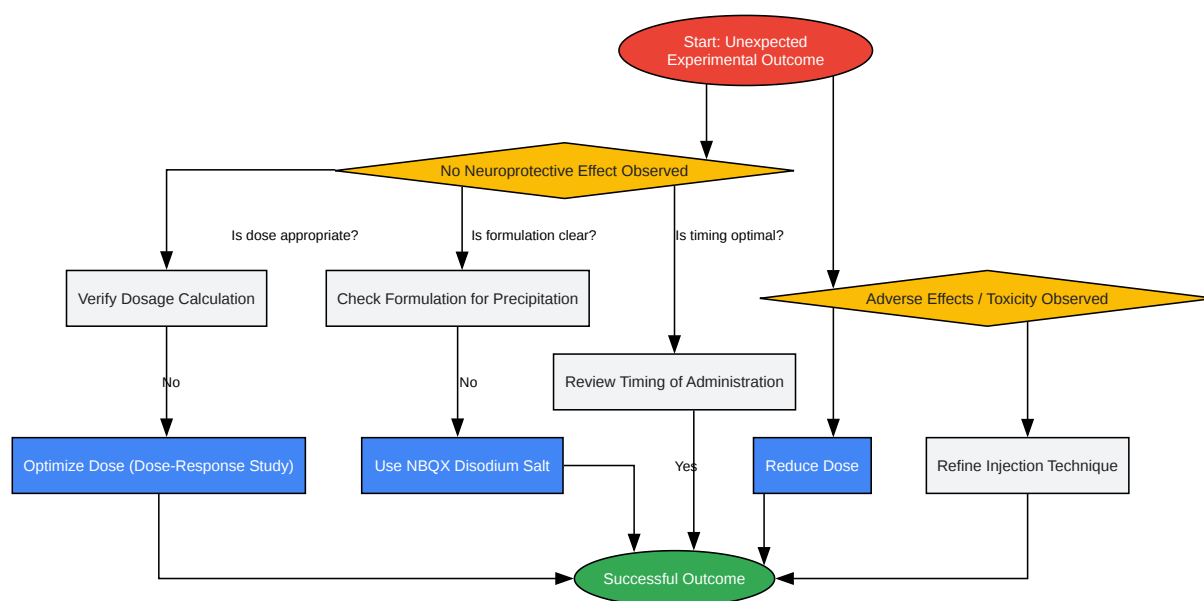 Start: Unexpected
Experimental Outcome
No Neuroprotective Effect Observed
Is dose appropriate?
Is formulation clear?
Is timing optimal?
Verify Dosage Calculation
Check Formulation for Precipitation
Adverse Effects / Toxicity Observed
Review Timing of Administration
No
No
Optimize Dose (Dose-Response Study)
Use NBQX Disodium Salt
Yes
Reduce Dose
Refine Injection Technique
Successful Outcome